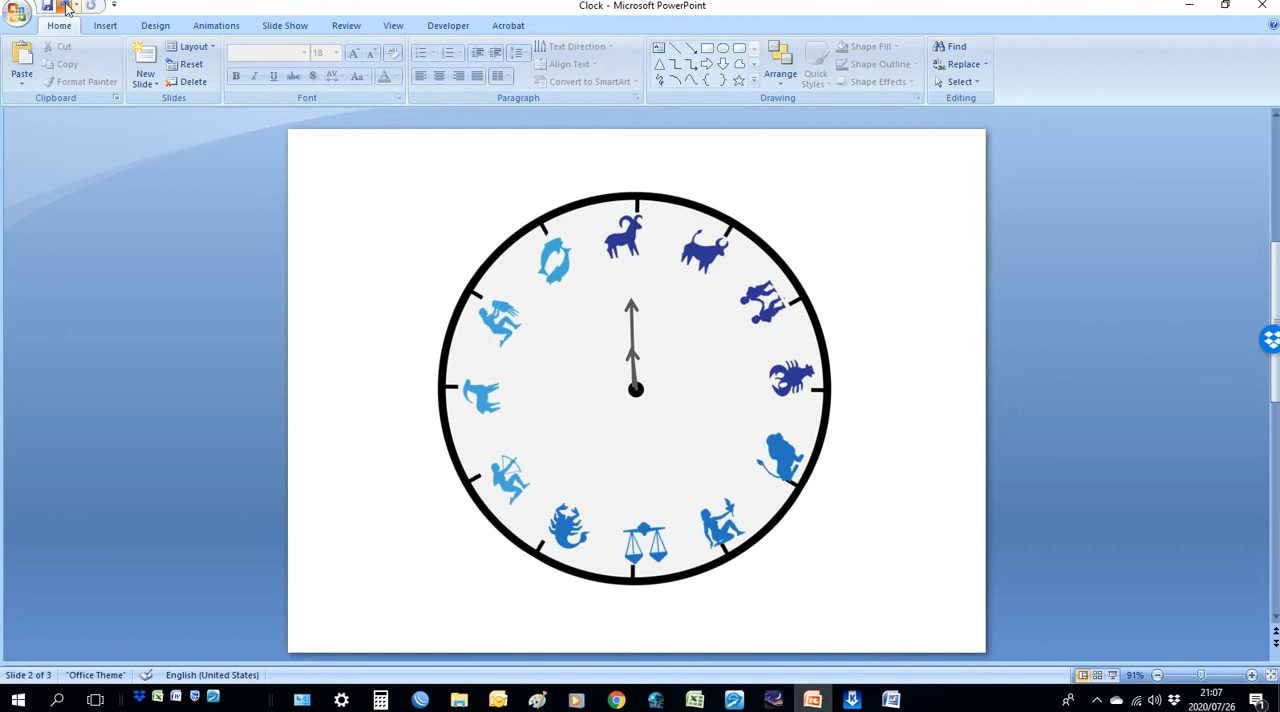 Clock - Microsoft PowerPoint
Home Insert Design Animations Slide Show Review View Developer Acrobat
Paste
Cut
Copy
Format Painter
Clipboard
New
Slide
Layout
Reset
Delete
Slides
18
B I U abc S AV Aa A
Font
Text Direction
Align Text
Convert to SmartArt
Paragraph
Arrange
Quick
Styles
Shape Fill
Shape Outline
Shape Effects
Drawing
Find
Replace
Select
Editing
Slide 2 of 3 "Office Theme" English (United States) 91%
21:07
2020/07/26